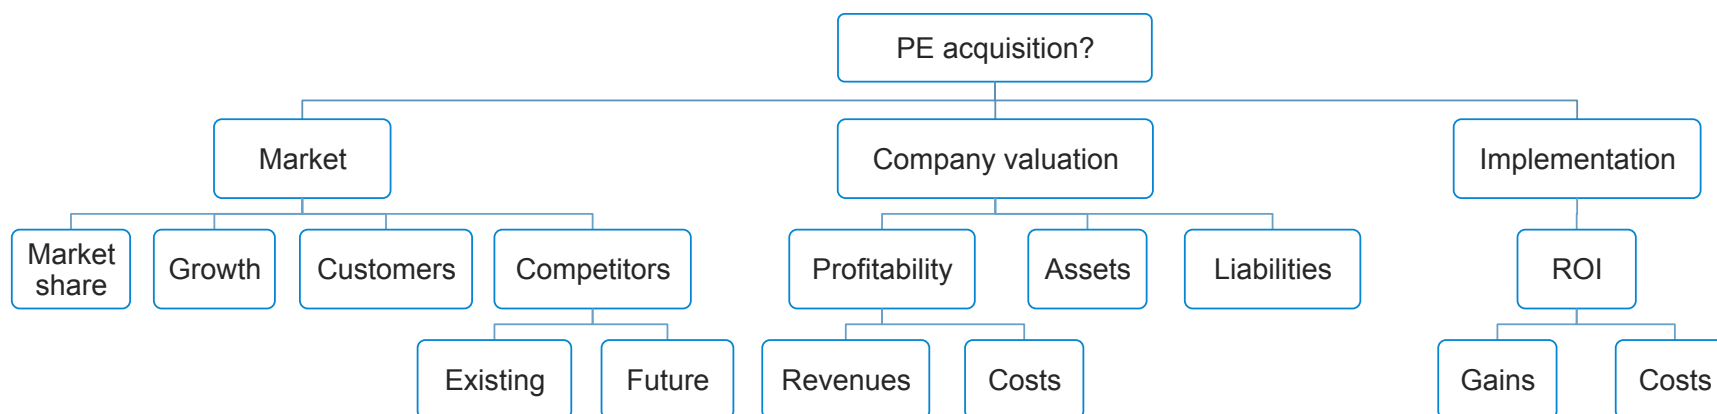 PE acquisition?
Market
Company valuation
Implementation
Market
share
Growth
Customers
Competitors
Profitability
Assets
Liabilities
ROI
Existing
Future
Revenues
Costs
Gains
Costs